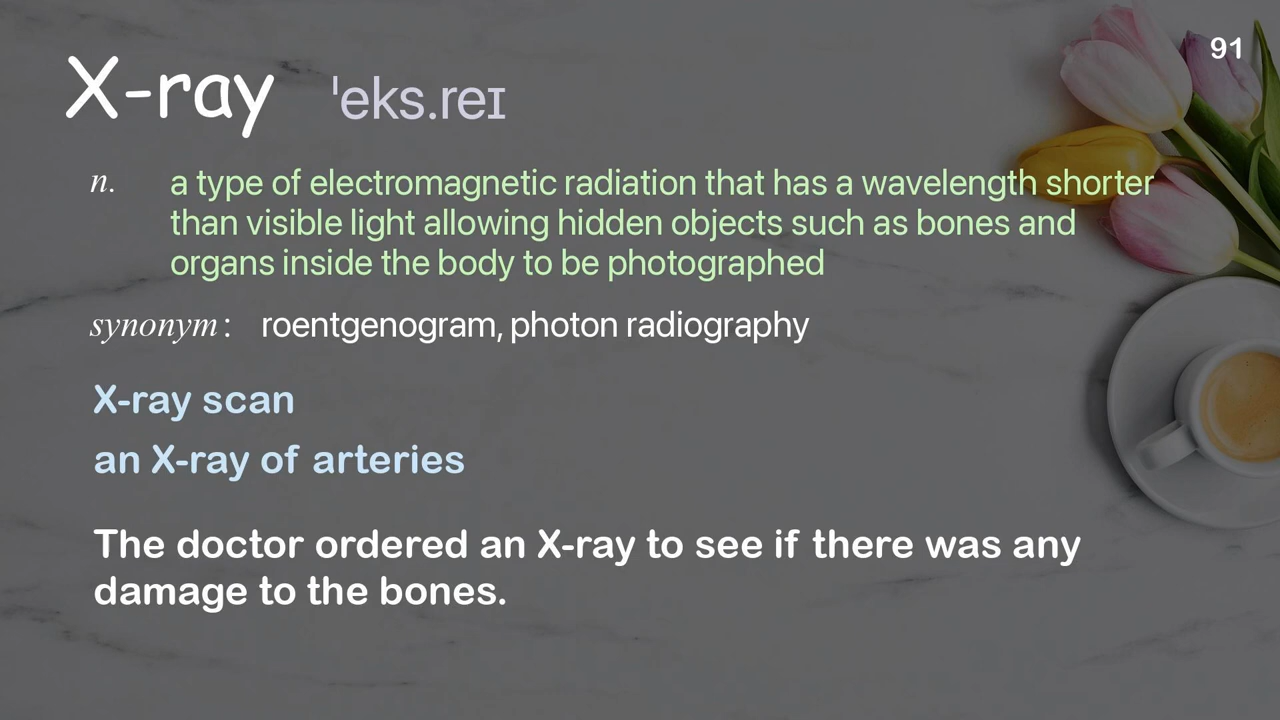 91
X-ray ˈeks.reɪ
n. a type of electromagnetic radiation that has a wavelength shorter
than visible light allowing hidden objects such as bones and
organs inside the body to be photographed
synonym: roentgenogram, photon radiography
X-ray scan
an X-ray of arteries
The doctor ordered an X-ray to see if there was any
damage to the bones.